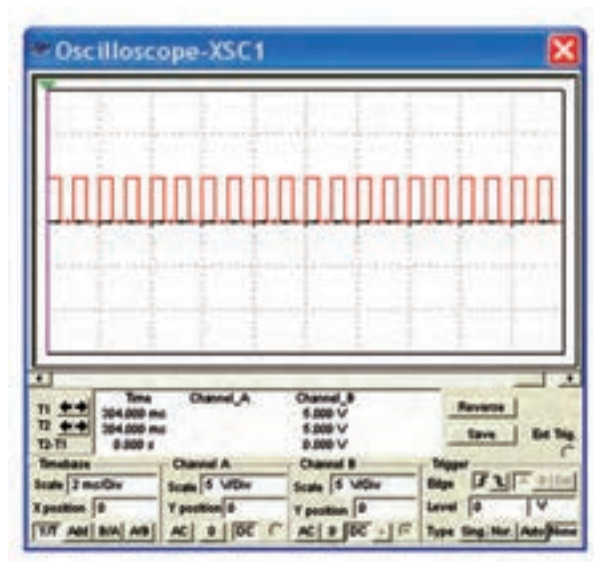 Oscilloscope-XSC1
Time Channel_A Channel_B
T1 304.000 ms 5.000 V
T2 304.000 ms 5.000 V
T2-T1 0.000 s 0.000 V
Reverse
Save
Ext Trig.
Timebase
Scale 2 ms/Div
X position 0
Y/T Add B/A A/B
Channel A
Scale 5 V/Div
Y position 0
AC 0 DC
Channel B
Scale 5 V/Div
Y position 0
AC 0 DC -
Trigger
Edge
Level 0 V
Type Sing. Nor. Auto None